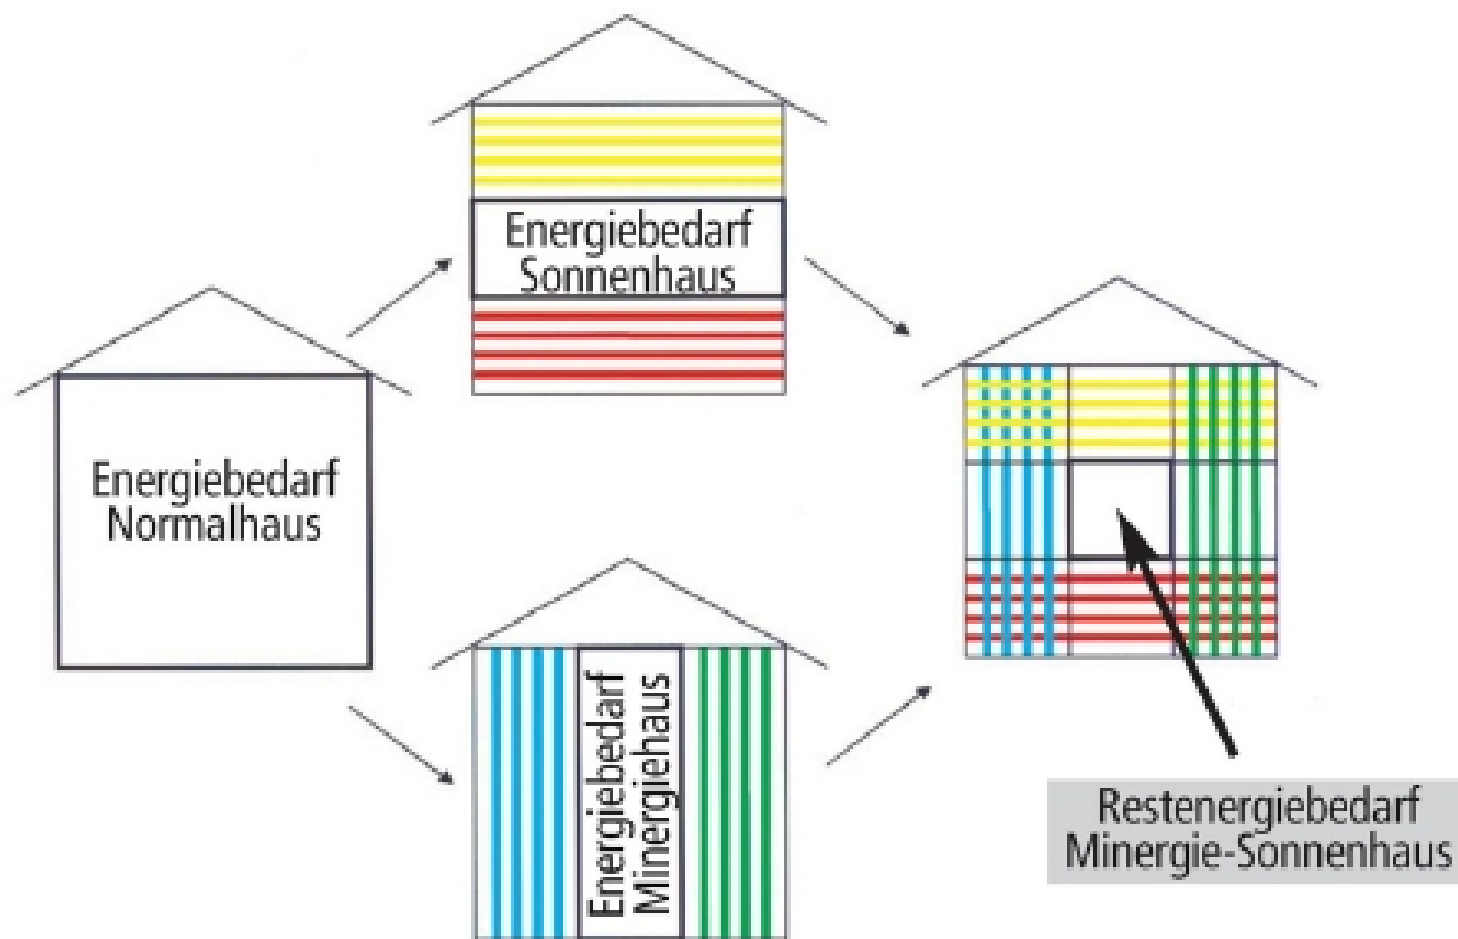 Energiebedarf
Sonnenhaus
Energiebedarf
Normalhaus
Energiebedarf
Minergiehaus
Restenergiebedarf
Minergie-Sonnenhaus